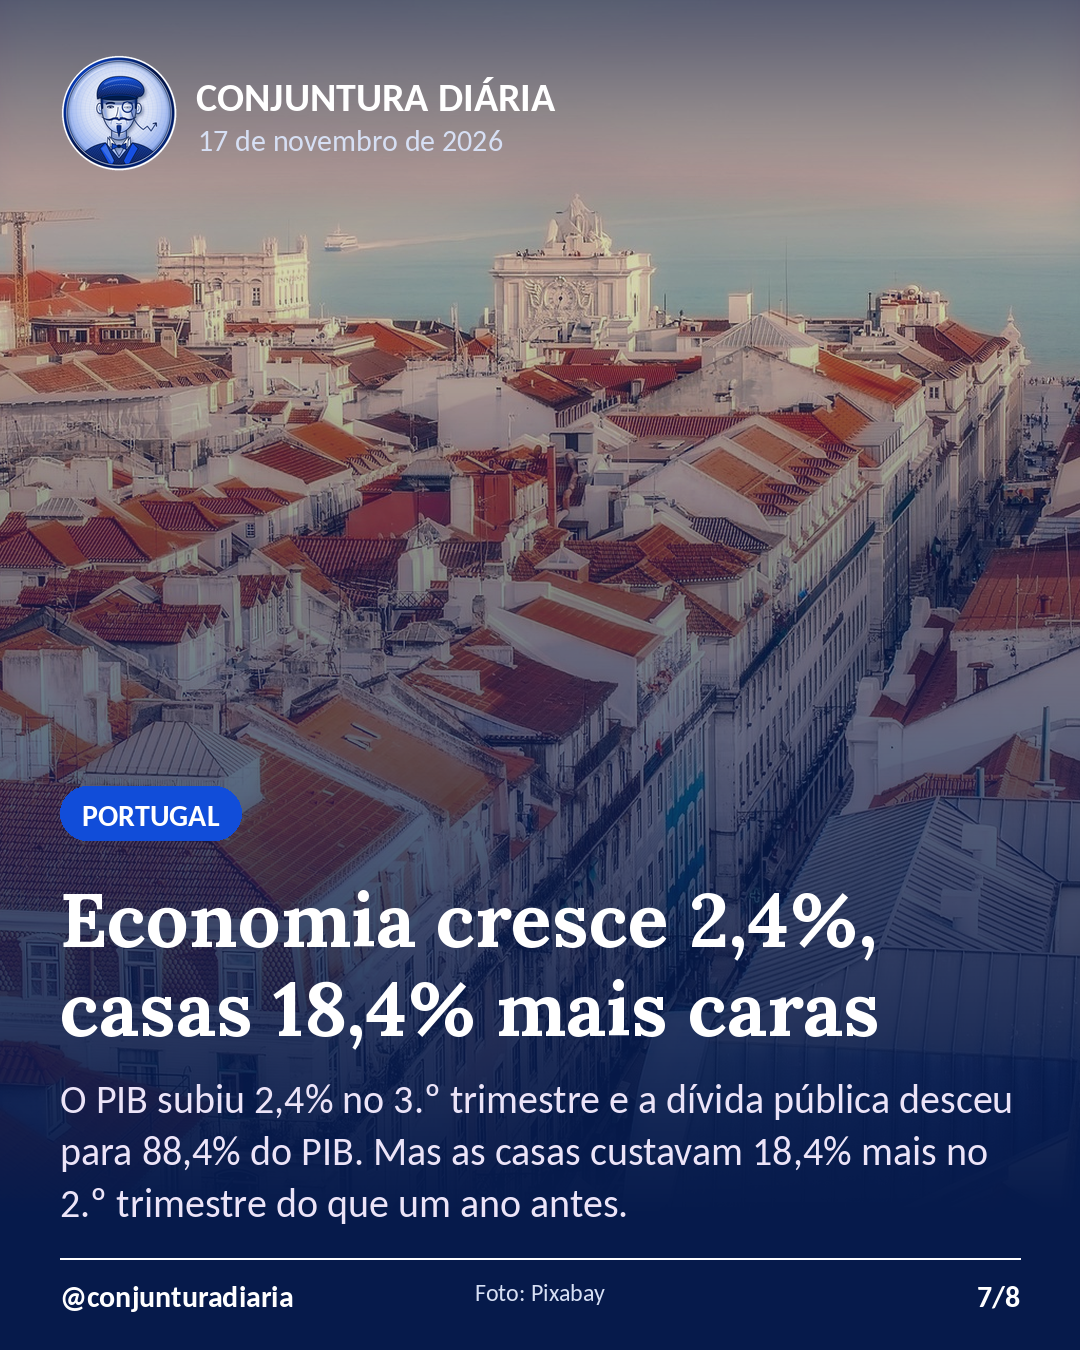 CONJUNTURA DIÁRIA
17 de novembro de 2026
PORTUGAL
Economia cresce 2,4%,
casas 18,4% mais caras
O PIB subiu 2,4% no 3.º trimestre e a dívida pública desceu
para 88,4% do PIB. Mas as casas custavam 18,4% mais no
2.º trimestre do que um ano antes.
@conjunturadiaria
Foto: Pixabay
7/8